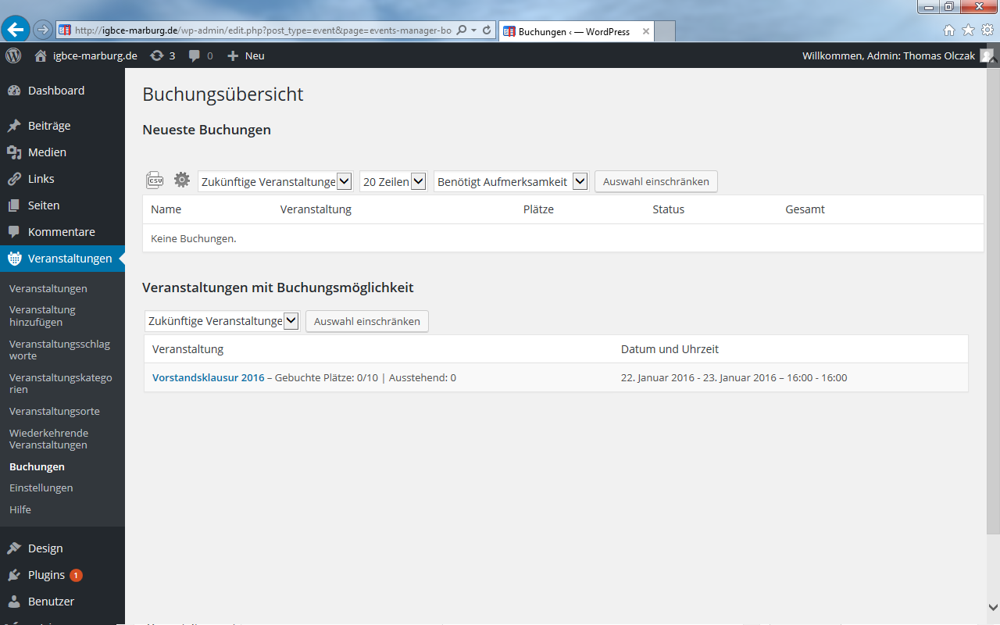 http://igbce-marburg.de/wp-admin/edit.php?post_type=event&page=events-manager-bo
Buchungen ‹ — WordPress
igbce-marburg.de 3 0 Neu
Willkommen, Admin: Thomas Olczak
Dashboard
Beiträge
Medien
Links
Seiten
Kommentare
Veranstaltungen
Veranstaltungen
Veranstaltung
hinzufügen
Veranstaltungsschlag
worte
Veranstaltungskatego
rien
Veranstaltungsorte
Wiederkehrende
Veranstaltungen
Buchungen
Einstellungen
Hilfe
Design
Plugins 1
Benutzer
Buchungsübersicht
Neueste Buchungen
CSV Zukünftige Veranstaltunge 20 Zeilen Benötigt Aufmerksamkeit Auswahl einschränken
Name Veranstaltung Plätze Status Gesamt
Keine Buchungen.
Veranstaltungen mit Buchungsmöglichkeit
Zukünftige Veranstaltunge Auswahl einschränken
Veranstaltung Datum und Uhrzeit
Vorstandsklausur 2016 – Gebuchte Plätze: 0/10 | Ausstehend: 0 22. Januar 2016 - 23. Januar 2016 – 16:00 - 16:00